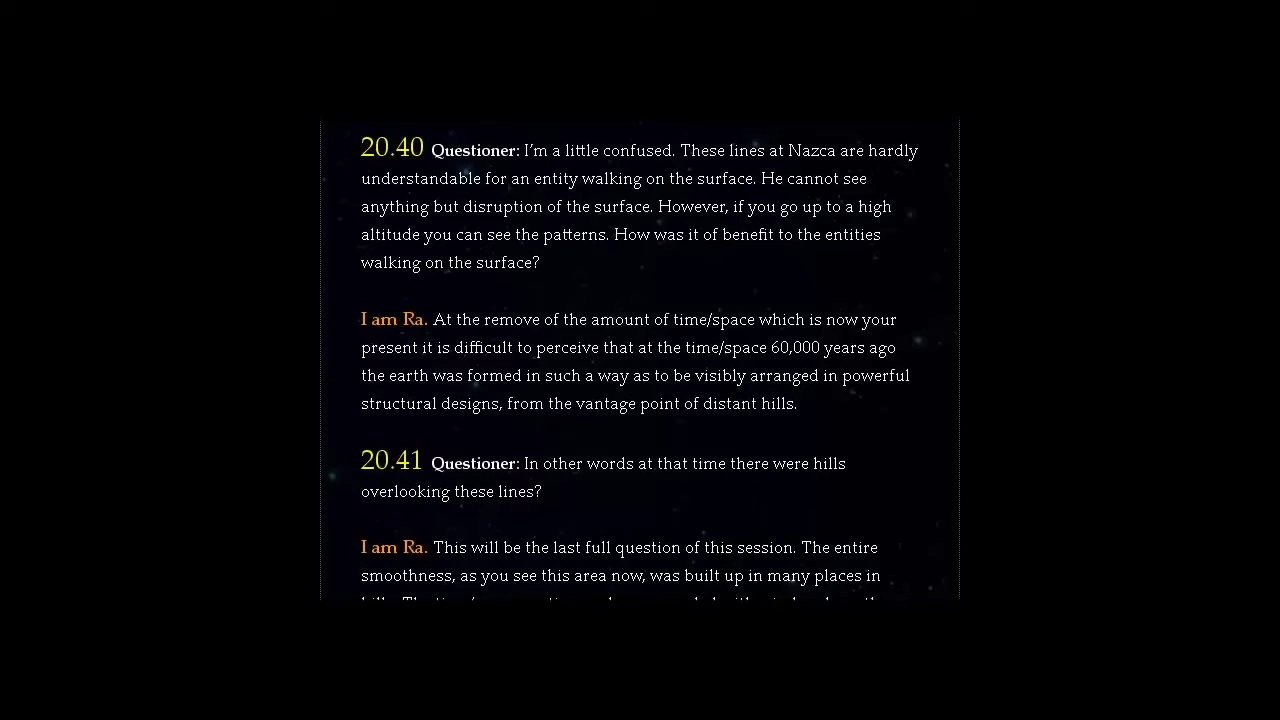 20.40 Questioner: I'm a little confused. These lines at Nazca are hardly
understandable for an entity walking on the surface. He cannot see
anything but disruption of the surface. However, if you go up to a high
altitude you can see the patterns. How was it of benefit to the entities
walking on the surface?
I am Ra. At the remove of the amount of time/space which is now your
present it is difficult to perceive that at the time/space 60,000 years ago
the earth was formed in such a way as to be visibly arranged in powerful
structural designs, from the vantage point of distant hills.
20.41 Questioner: In other words at that time there were hills
overlooking these lines?
I am Ra. This will be the last full question of this session. The entire
smoothness, as you see this area now, was built up in many places in